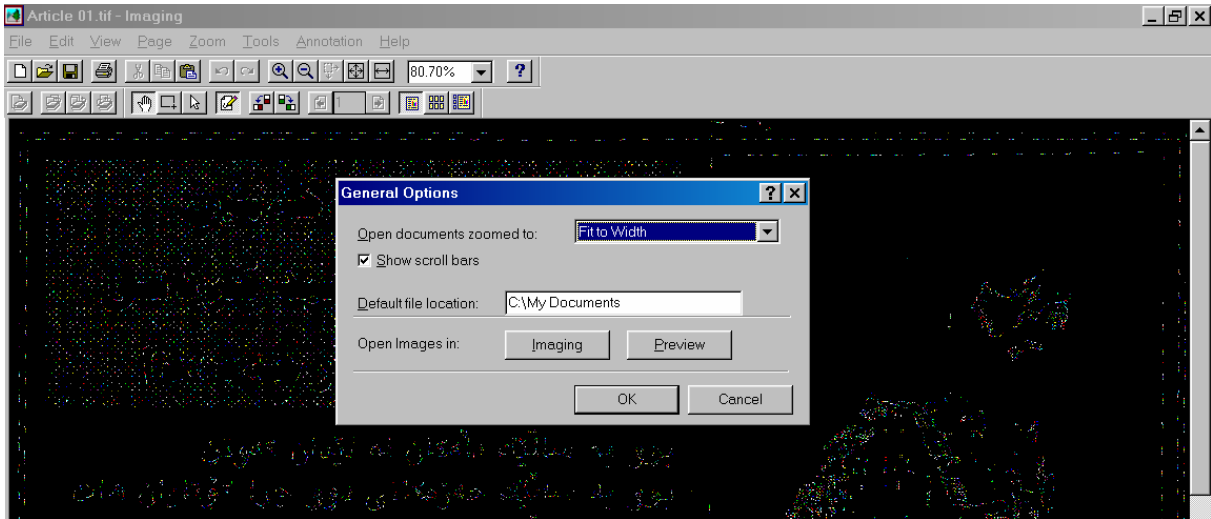 Article 01.tif - Imaging
File Edit View Page Zoom Tools Annotation Help
80.70%
1
General Options
Open documents zoomed to: Fit to Width
Show scroll bars
Default file location: C:\My Documents
Open Images in: Imaging Preview
OK Cancel